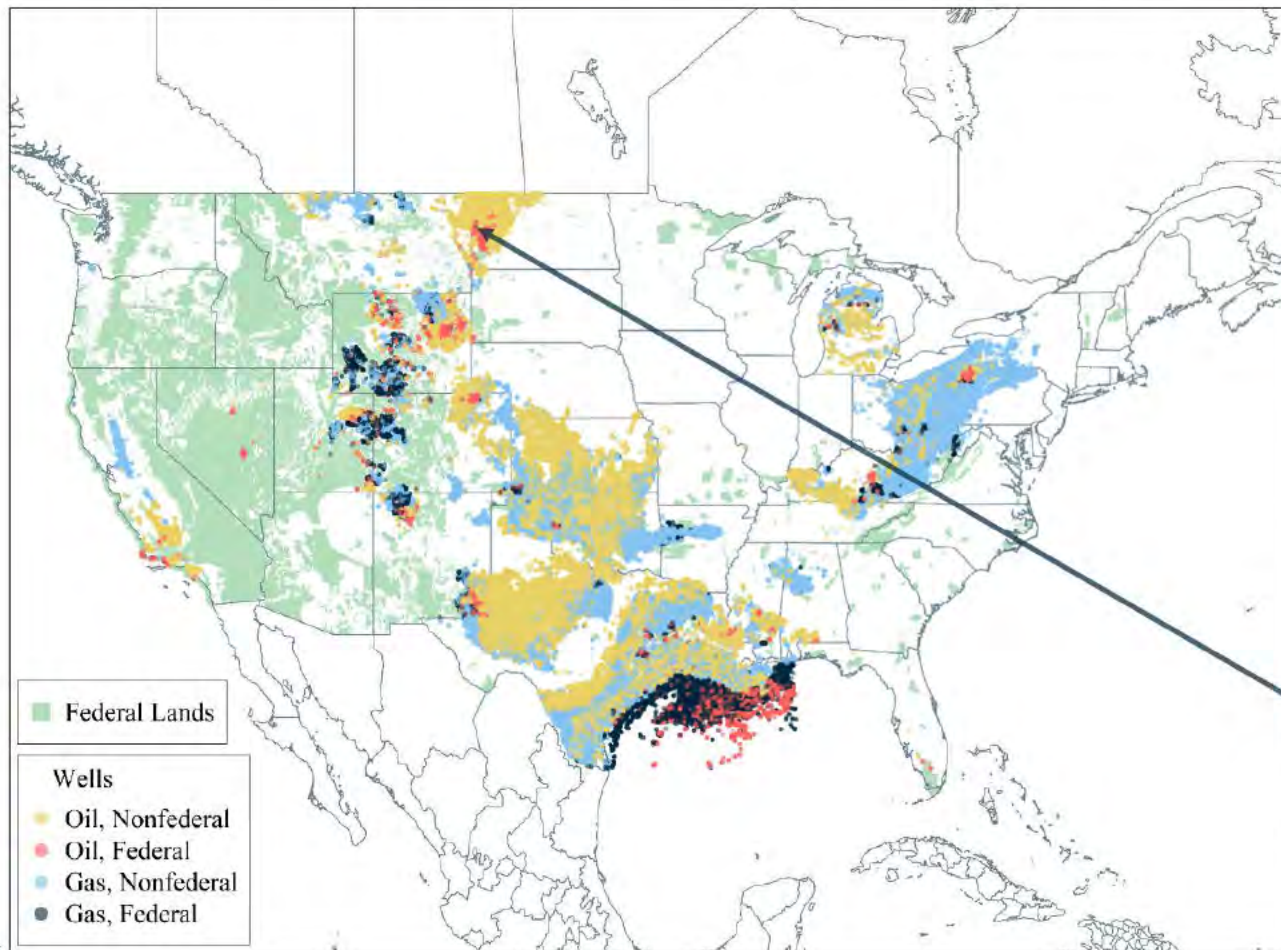 Federal Lands
Wells
Oil, Nonfederal
Oil, Federal
Gas, Nonfederal
Gas, Federal